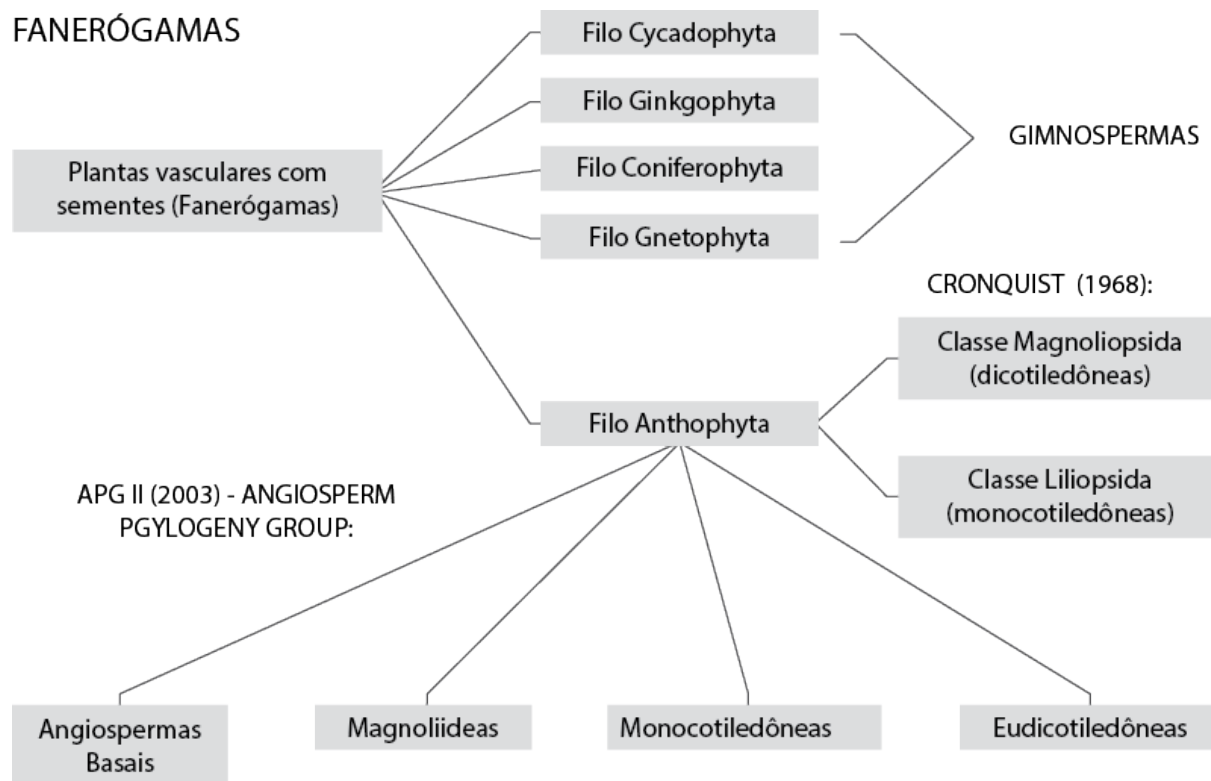 FANERÓGAMAS
Filo Cycadophyta
Filo Ginkgophyta
GIMNOSPERMAS
Plantas vasculares com
sementes (Fanerógamas)
Filo Coniferophyta
Filo Gnetophyta
CRONQUIST (1968):
Classe Magnoliopsida
(dicotiledôneas)
Filo Anthophyta
Classe Liliopsida
(monocotiledôneas)
APG II (2003) - ANGIOSPERM
PGYLOGENY GROUP:
Angiospermas
Basais
Magnoliideas
Monocotiledôneas
Eudicotiledôneas